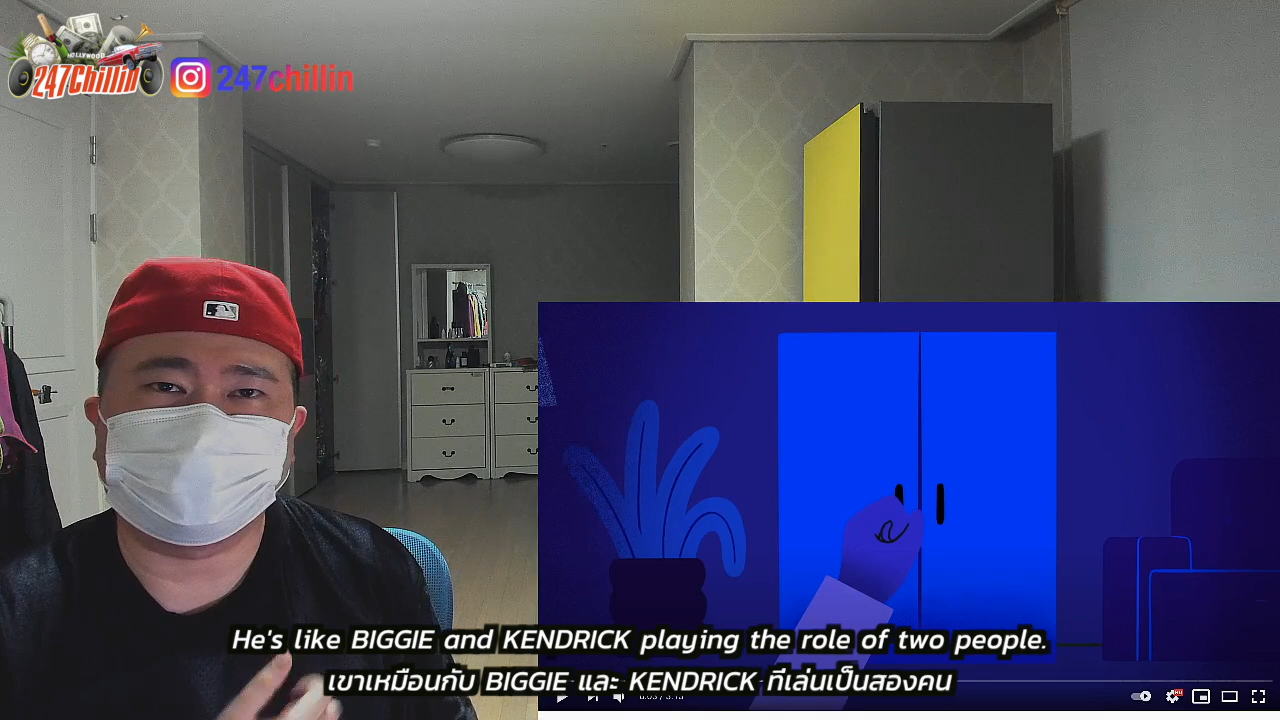 HOLLYWOOD
247Chillin
247chillin
He's like BIGGIE and KENDRICK playing the role of two people.
เขาเหมือนกับ BIGGIE และ KENDRICK ที่เล่นเป็นสองคน